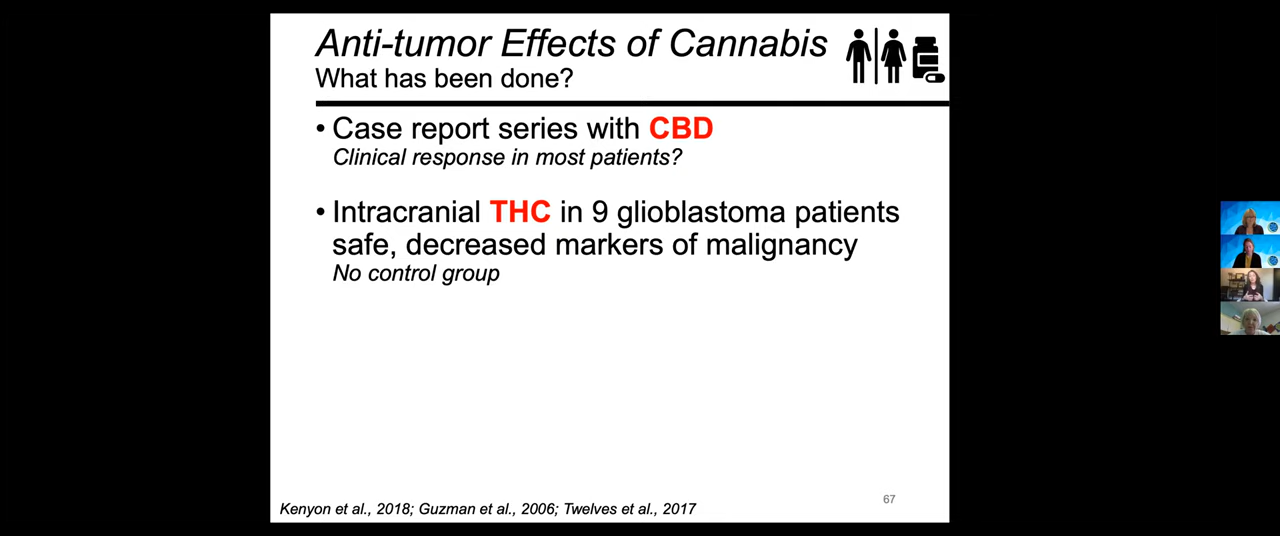 Anti-tumor Effects of Cannabis
What has been done?
• Case report series with CBD
Clinical response in most patients?
• Intracranial THC in 9 glioblastoma patients
safe, decreased markers of malignancy
No control group
67
Kenyon et al., 2018; Guzman et al., 2006; Twelves et al., 2017